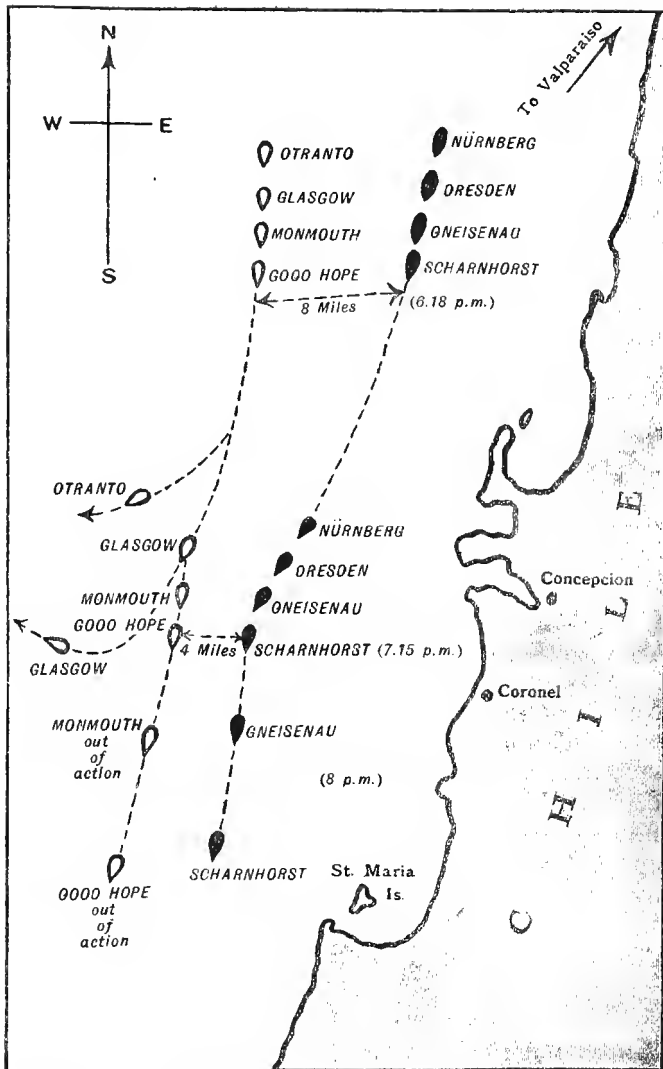 N
To Valparaiso
W
E
S
OTRANTO
NÜRNBERG
GLASGOW
DRESDEN
MONMOUTH
GNEISENAU
GOOD HOPE
SCHARNHORST
8 Miles
(6.18 p.m.)
OTRANTO
NÜRNBERG
GLASGOW
DRESDEN
MONMOUTH
GNEISENAU
GOOD HOPE
4 Miles
SCHARNHORST (7.15 p.m.)
GLASGOW
Concepcion
Coronel
MONMOUTH
out
of
action
GNEISENAU
(8 p.m.)
SCHARNHORST
GOOD HOPE
out
of
action
St. Maria
Is.
CHILE